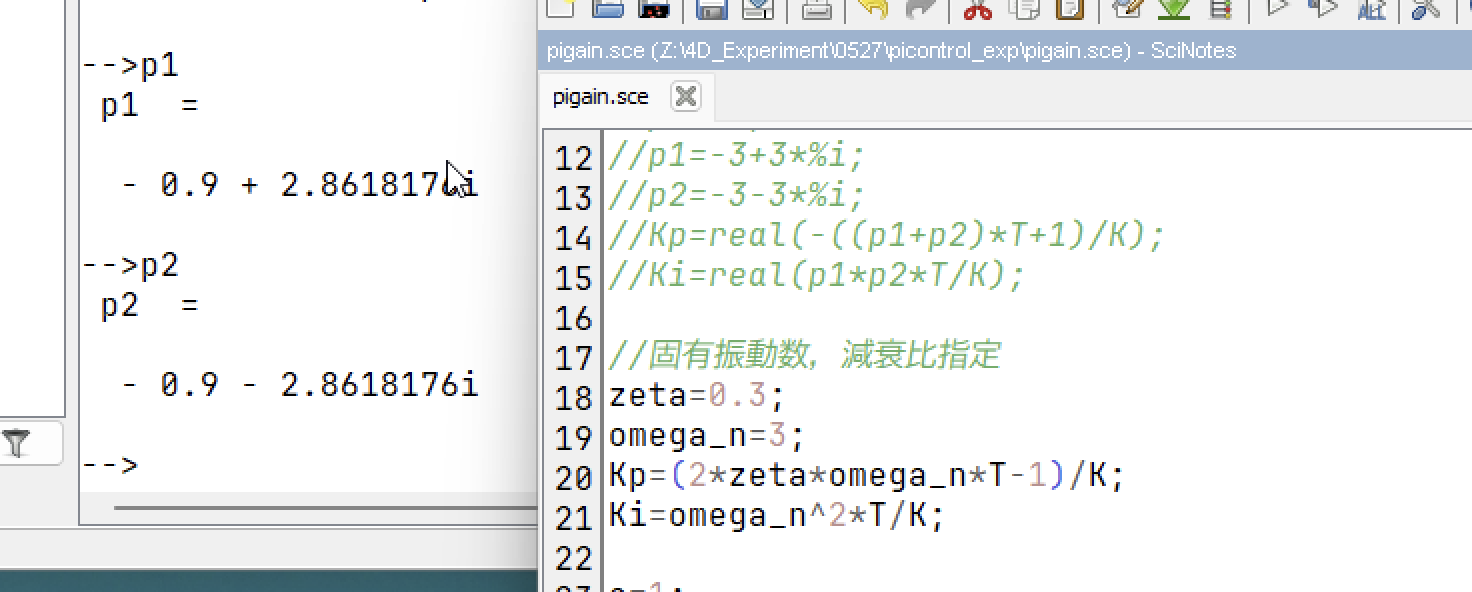 -->p1
p1 =
- 0.9 + 2.8618176i
-->p2
p2 =
- 0.9 - 2.8618176i
-->
pigain.sce (Z:\4D_Experiment\0527\picontrol_exp\pigain.sce) - SciNotes
pigain.sce
12 //p1=-3+3*%i;
13 //p2=-3-3*%i;
14 //Kp=real(-((p1+p2)*T+1)/K);
15 //Ki=real(p1*p2*T/K);
16
17 //固有振動数，減衰比指定
18 zeta=0.3;
19 omega_n=3;
20 Kp=(2*zeta*omega_n*T-1)/K;
21 Ki=omega_n^2*T/K;
22